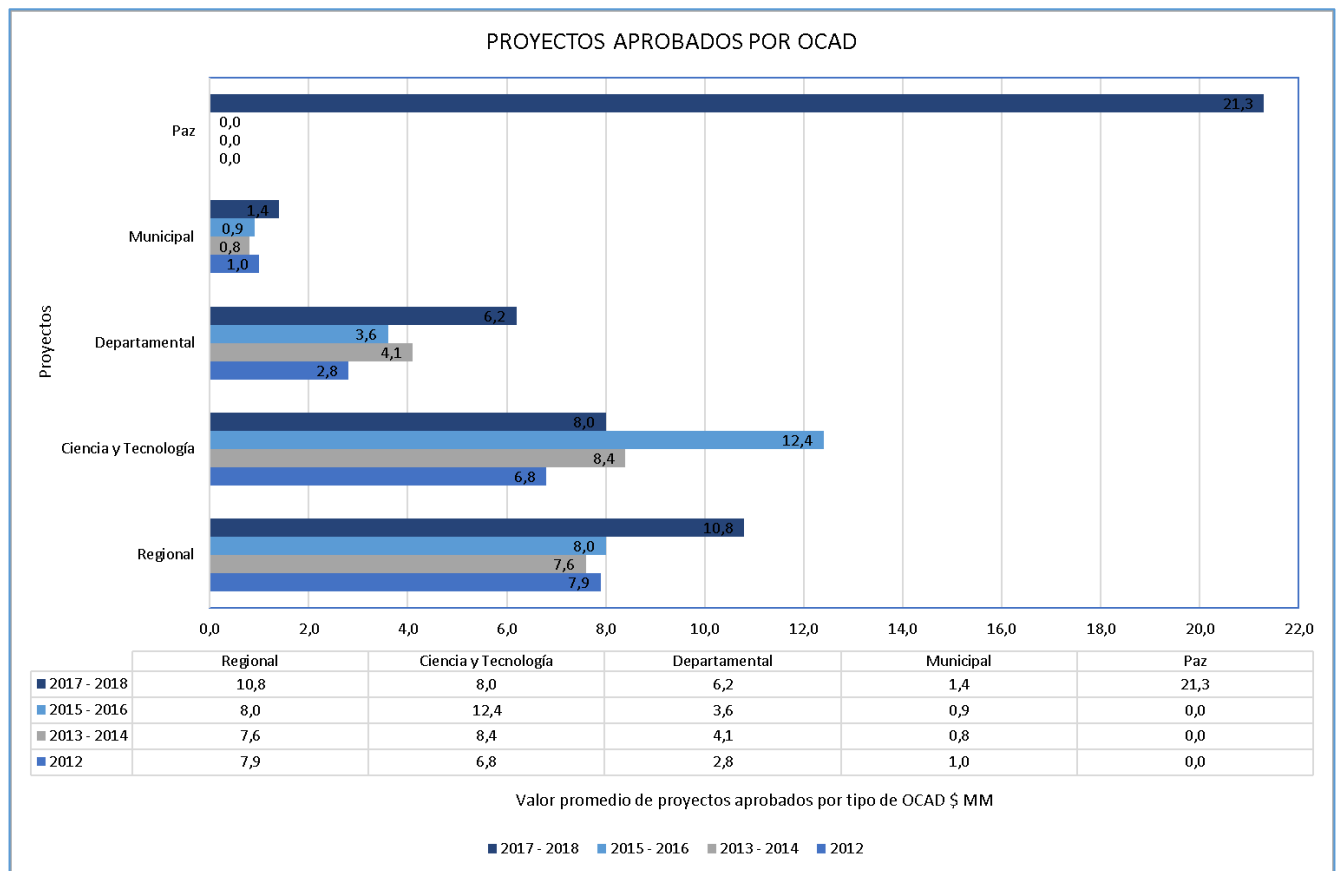 PROYECTOS APROBADOS POR OCAD
Proyectos
Paz
21,3
0,0
0,0
0,0
Municipal
1,4
0,9
0,8
1,0
Departamental
6,2
3,6
4,1
2,8
Ciencia y Tecnología
8,0
12,4
8,4
6,8
Regional
10,8
8,0
7,6
7,9
0,0 2,0 4,0 6,0 8,0 10,0 12,0 14,0 16,0 18,0 20,0 22,0
Regional Ciencia y Tecnología Departamental Municipal Paz
2017 - 2018 10,8 8,0 6,2 1,4 21,3
2015 - 2016 8,0 12,4 3,6 0,9 0,0
2013 - 2014 7,6 8,4 4,1 0,8 0,0
2012 7,9 6,8 2,8 1,0 0,0
Valor promedio de proyectos aprobados por tipo de OCAD $ MM
2017 - 2018 2015 - 2016 2013 - 2014 2012